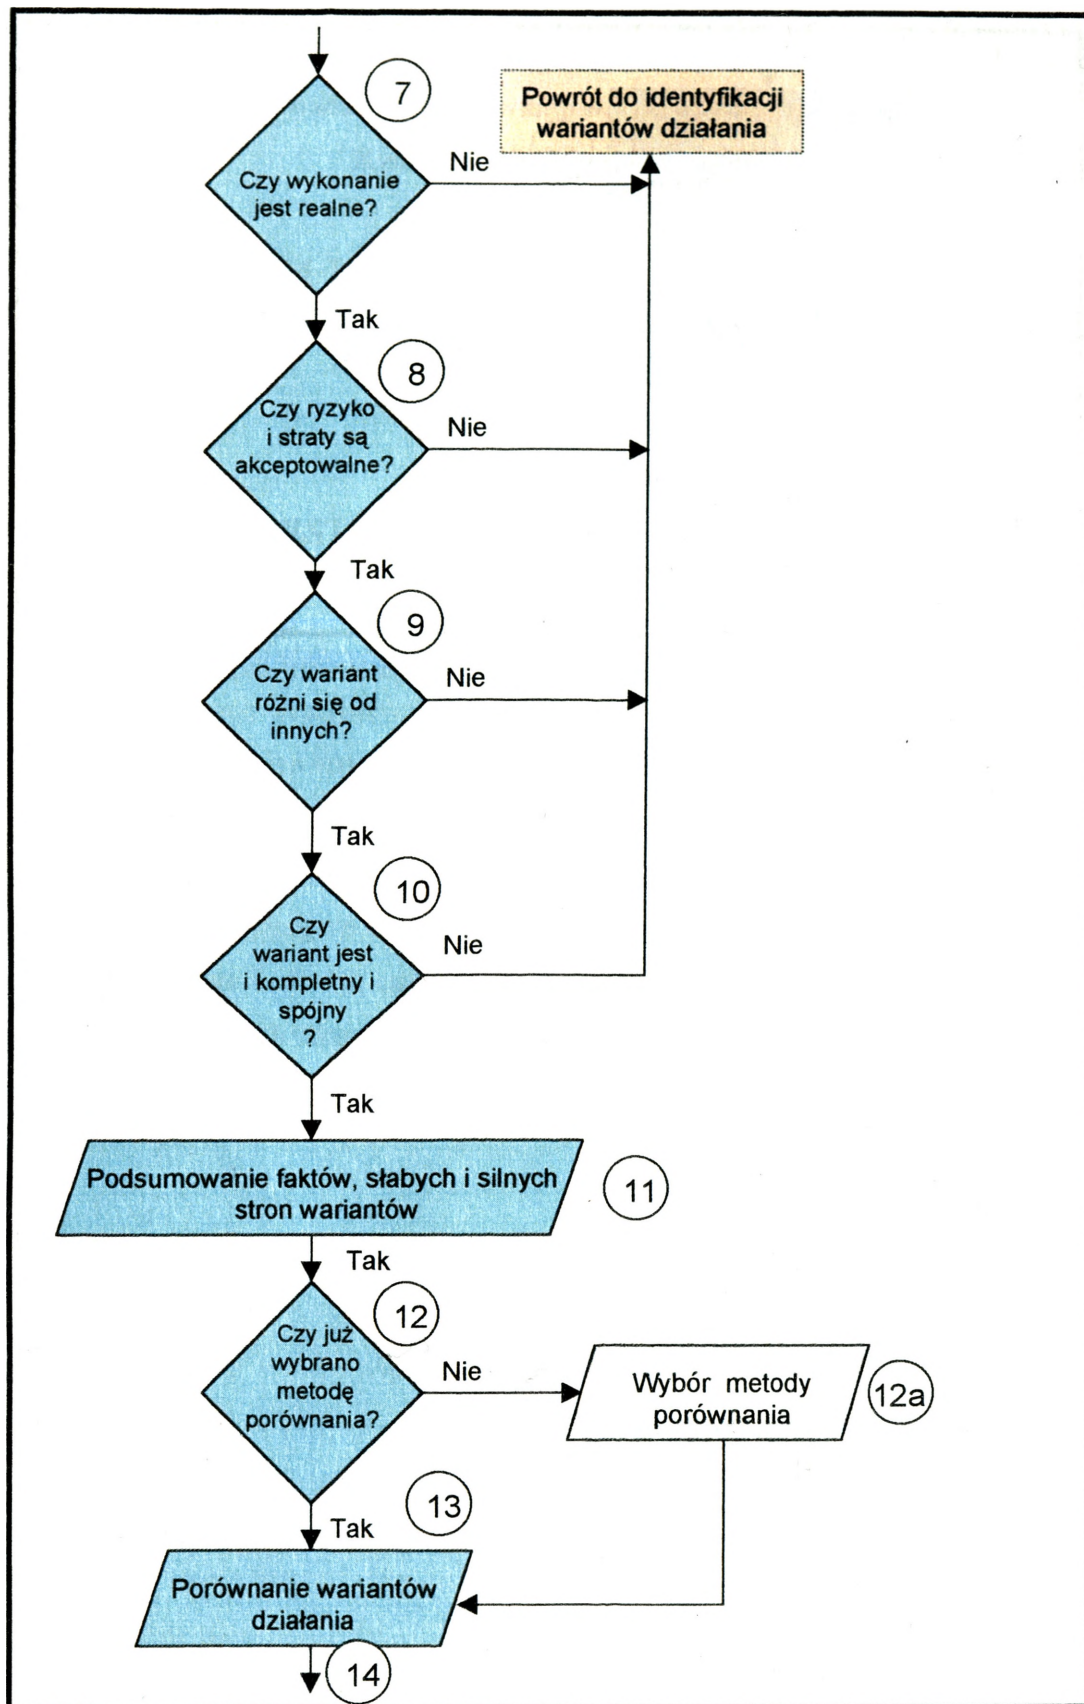 7
Powrót do identyfikacji
wariantów działania
Nie
Czy wykonanie
jest realne?
Tak
8
Czy ryzyko
i straty są
akceptowalne?
Nie
Tak
9
Czy wariant
różni się od
innych?
Nie
Tak
10
Czy
wariant jest
i kompletny i
spójny
?
Nie
Tak
Podsumowanie faktów, słabych i silnych
stron wariantów
11
Tak
12
Czy już
wybrano
metodę
porównania?
Nie
Wybór metody
porównania
12a
13
Tak
Porównanie wariantów
działania
14